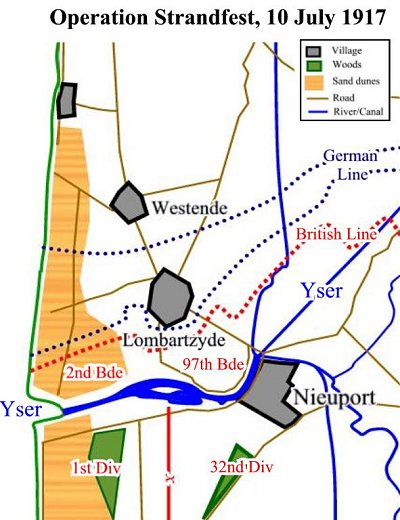 Operation Strandfest, 10 July 1917
Village
Woods
Sand dunes
Road
River/Canal
German
Line
Westende
British Line
Yser
Lombartzyde
2nd Bde
97th Bde
Nieuport
Yser
1st Div
x
32nd Div